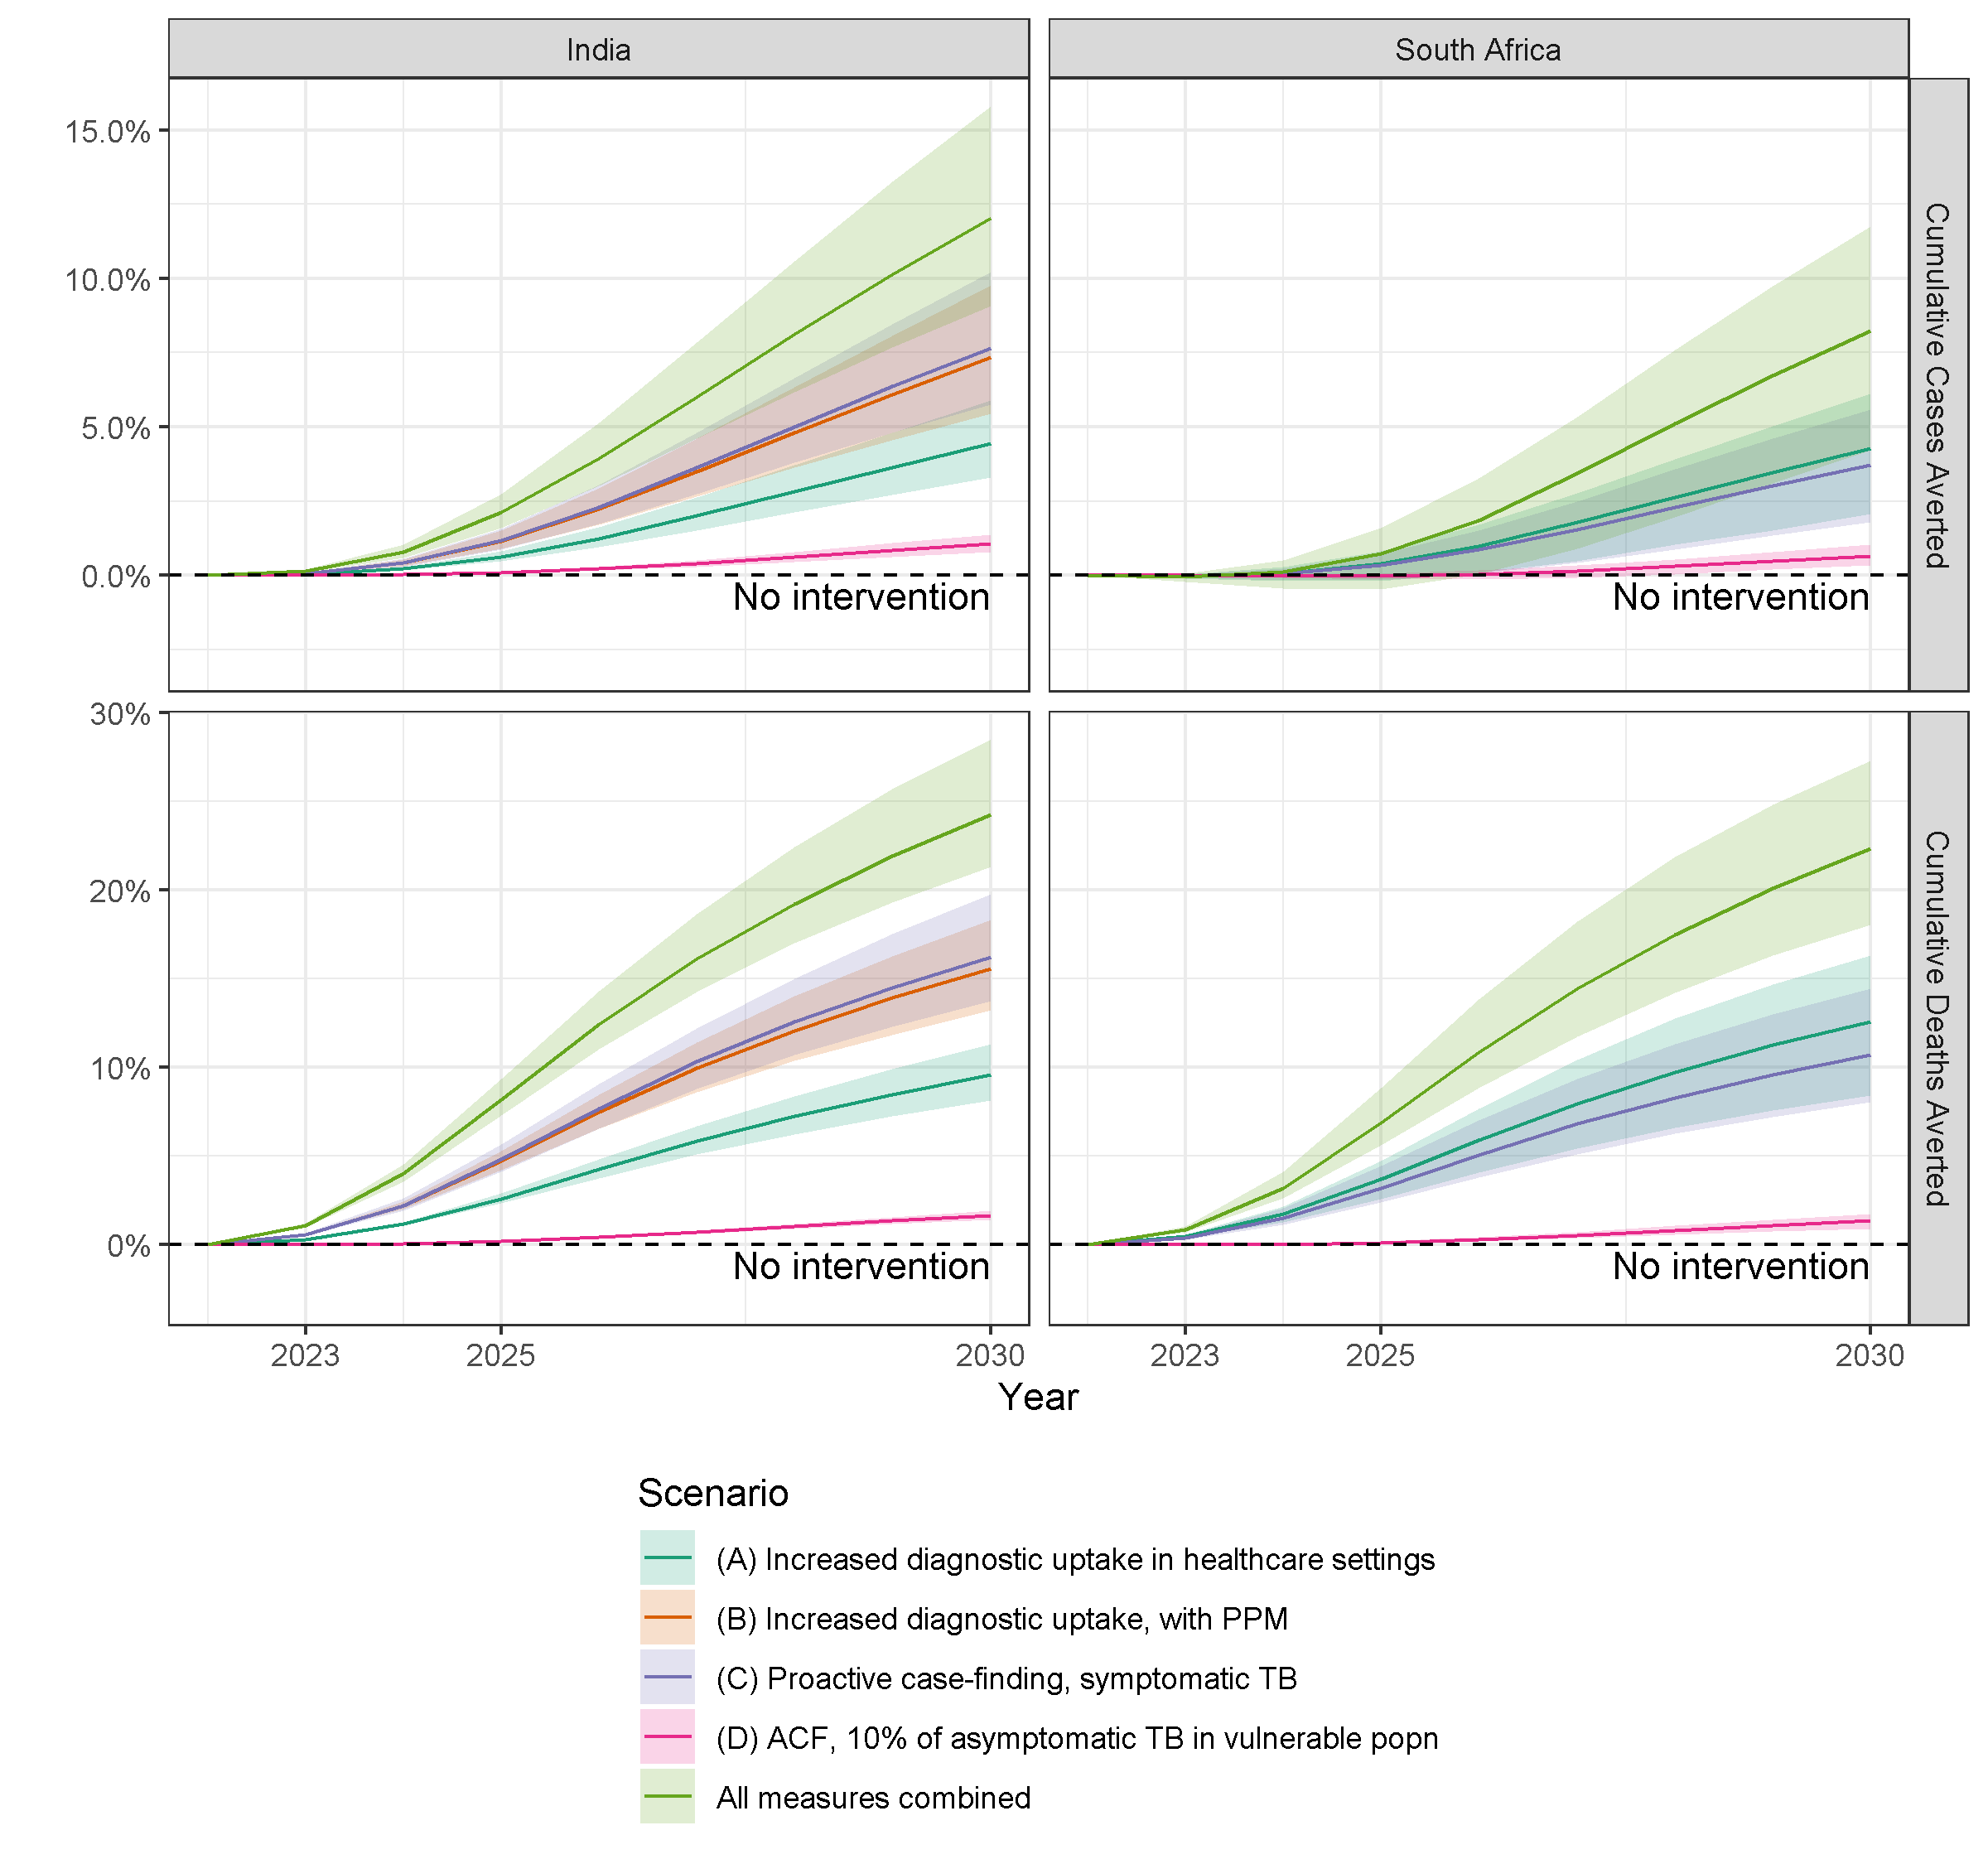 India
South Africa
15.0%
10.0%
5.0%
0.0%
No intervention
No intervention
Cumulative Cases Averted
30%
20%
10%
0%
No intervention
No intervention
Cumulative Deaths Averted
2023
2025
2030
2023
2025
2030
Year
Scenario
(A) Increased diagnostic uptake in healthcare settings
(B) Increased diagnostic uptake, with PPM
(C) Proactive case-finding, symptomatic TB
(D) ACF, 10% of asymptomatic TB in vulnerable popn
All measures combined